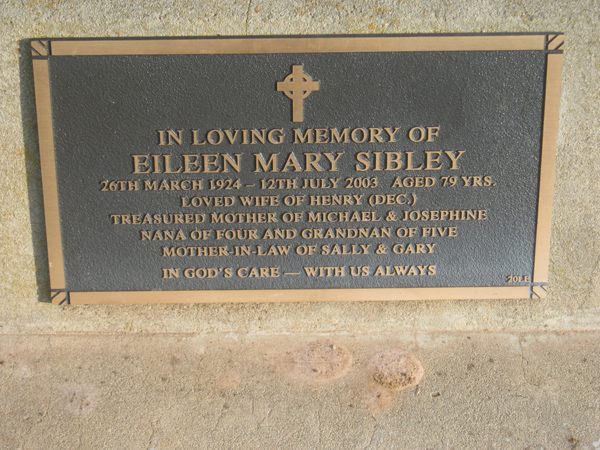 IN LOVING MEMORY OF
EILEEN MARY SIBLEY
26TH MARCH 1924 – 12TH JULY 2003 AGED 79 YRS.
LOVED WIFE OF HENRY (DEC.)
TREASURED MOTHER OF MICHAEL & JOSEPHINE
NANA OF FOUR AND GRANDNAN OF FIVE
MOTHER-IN-LAW OF SALLY & GARY
IN GOD'S CARE — WITH US ALWAYS